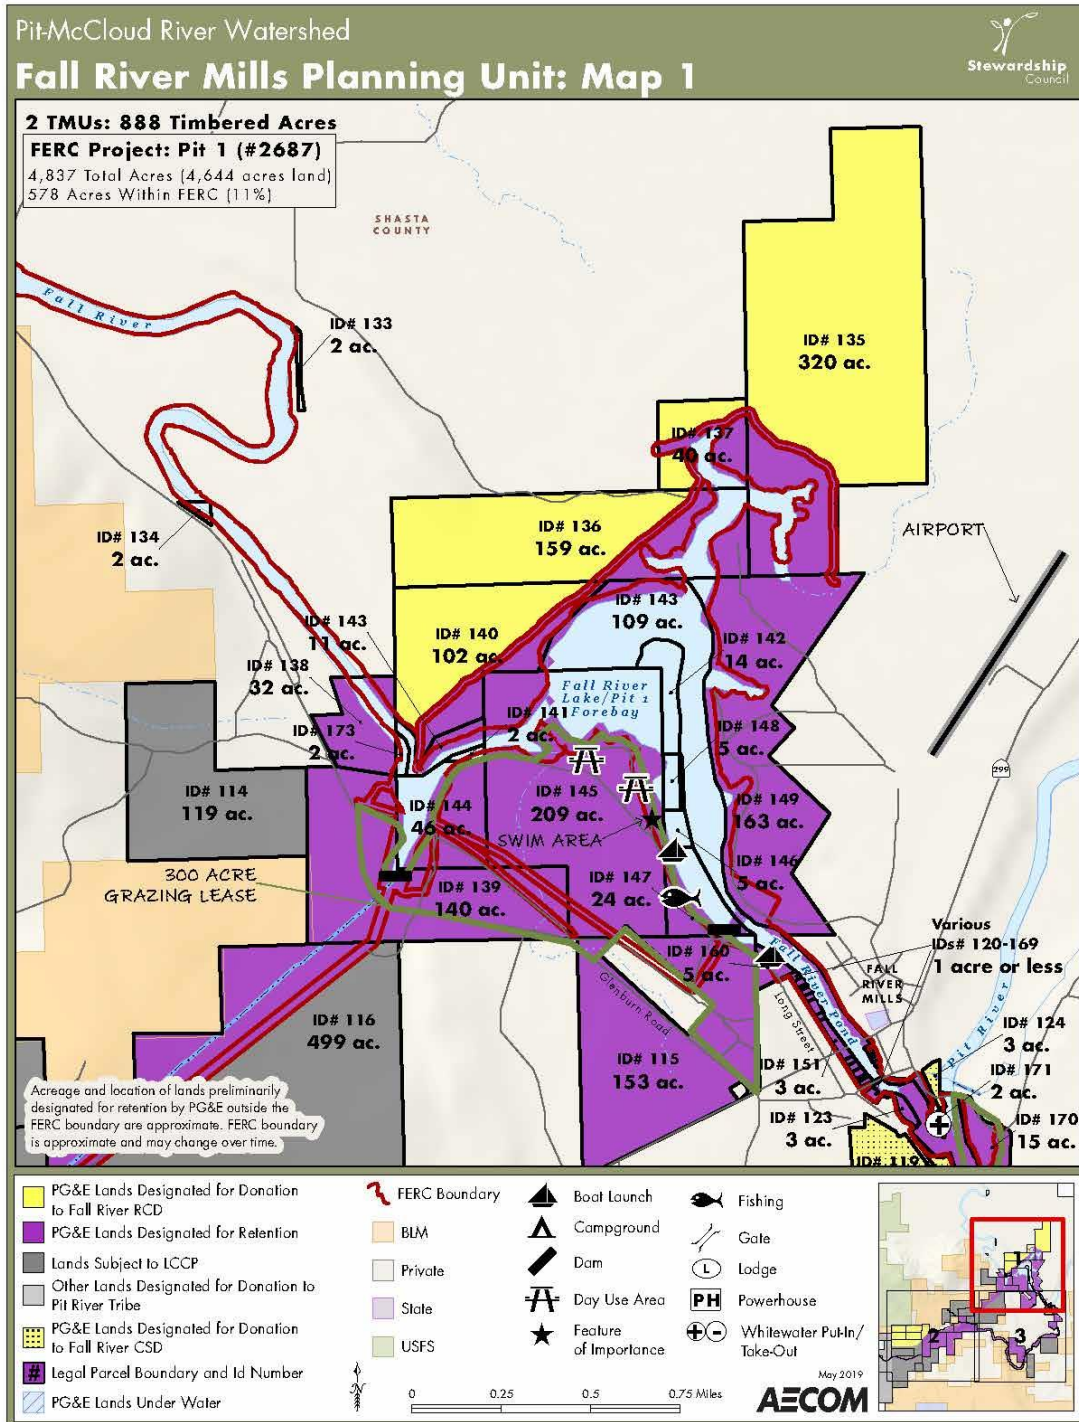 Pit-McCloud River Watershed
Fall River Mills Planning Unit: Map 1
Stewardship
Council
2 TMUs: 888 Timbered Acres
FERC Project: Pit 1 (#2687)
4,837 Total Acres (4,644 acres land)
578 Acres Within FERC (11%)
SHASTA
COUNTY
Fall River
ID# 133
2 ac.
ID# 135
320 ac.
ID# 137
40 ac.
ID# 134
2 ac.
ID# 136
159 ac.
AIRPORT
ID# 143
11 ac.
ID# 143
109 ac.
ID# 140
102 ac.
ID# 142
14 ac.
ID# 138
32 ac.
Fall River
Lake/Pit 1
Forebay
ID# 141
2 ac.
ID# 173
2 ac.
ID# 148
5 ac.
299
ID# 114
119 ac.
ID# 144
46 ac.
ID# 145
209 ac.
ID# 149
163 ac.
SWIM AREA
300 ACRE
GRAZING LEASE
ID# 139
140 ac.
ID# 147
24 ac.
ID# 146
5 ac.
Various
IDs# 120-169
1 acre or less
ID# 160
5 ac.
FALL
RIVER
MILLS
Glenburn Road
Long Street
Fall River Pond
Pit River
ID# 116
499 ac.
ID# 115
153 ac.
ID# 151
3 ac.
ID# 124
3 ac.
ID# 171
2 ac.
ID# 123
3 ac.
ID# 170
15 ac.
ID# 119
Acreage and location of lands preliminarily
designated for retention by PG&E outside the
FERC boundary are approximate. FERC boundary
is approximate and may change over time.
PG&E Lands Designated for Donation
to Fall River RCD
PG&E Lands Designated for Retention
Lands Subject to LCCP
Other Lands Designated for Donation to
Pit River Tribe
PG&E Lands Designated for Donation
to Fall River CSD
# Legal Parcel Boundary and Id Number
PG&E Lands Under Water
FERC Boundary
BLM
Private
State
USFS
Boat Launch
Campground
Dam
Day Use Area
Feature
of Importance
Fishing
Gate
L Lodge
PH Powerhouse
Whitewater Put-In/
Take-Out
N
0 0.25 0.5 0.75 Miles
May 2019
AECOM
1
2
3